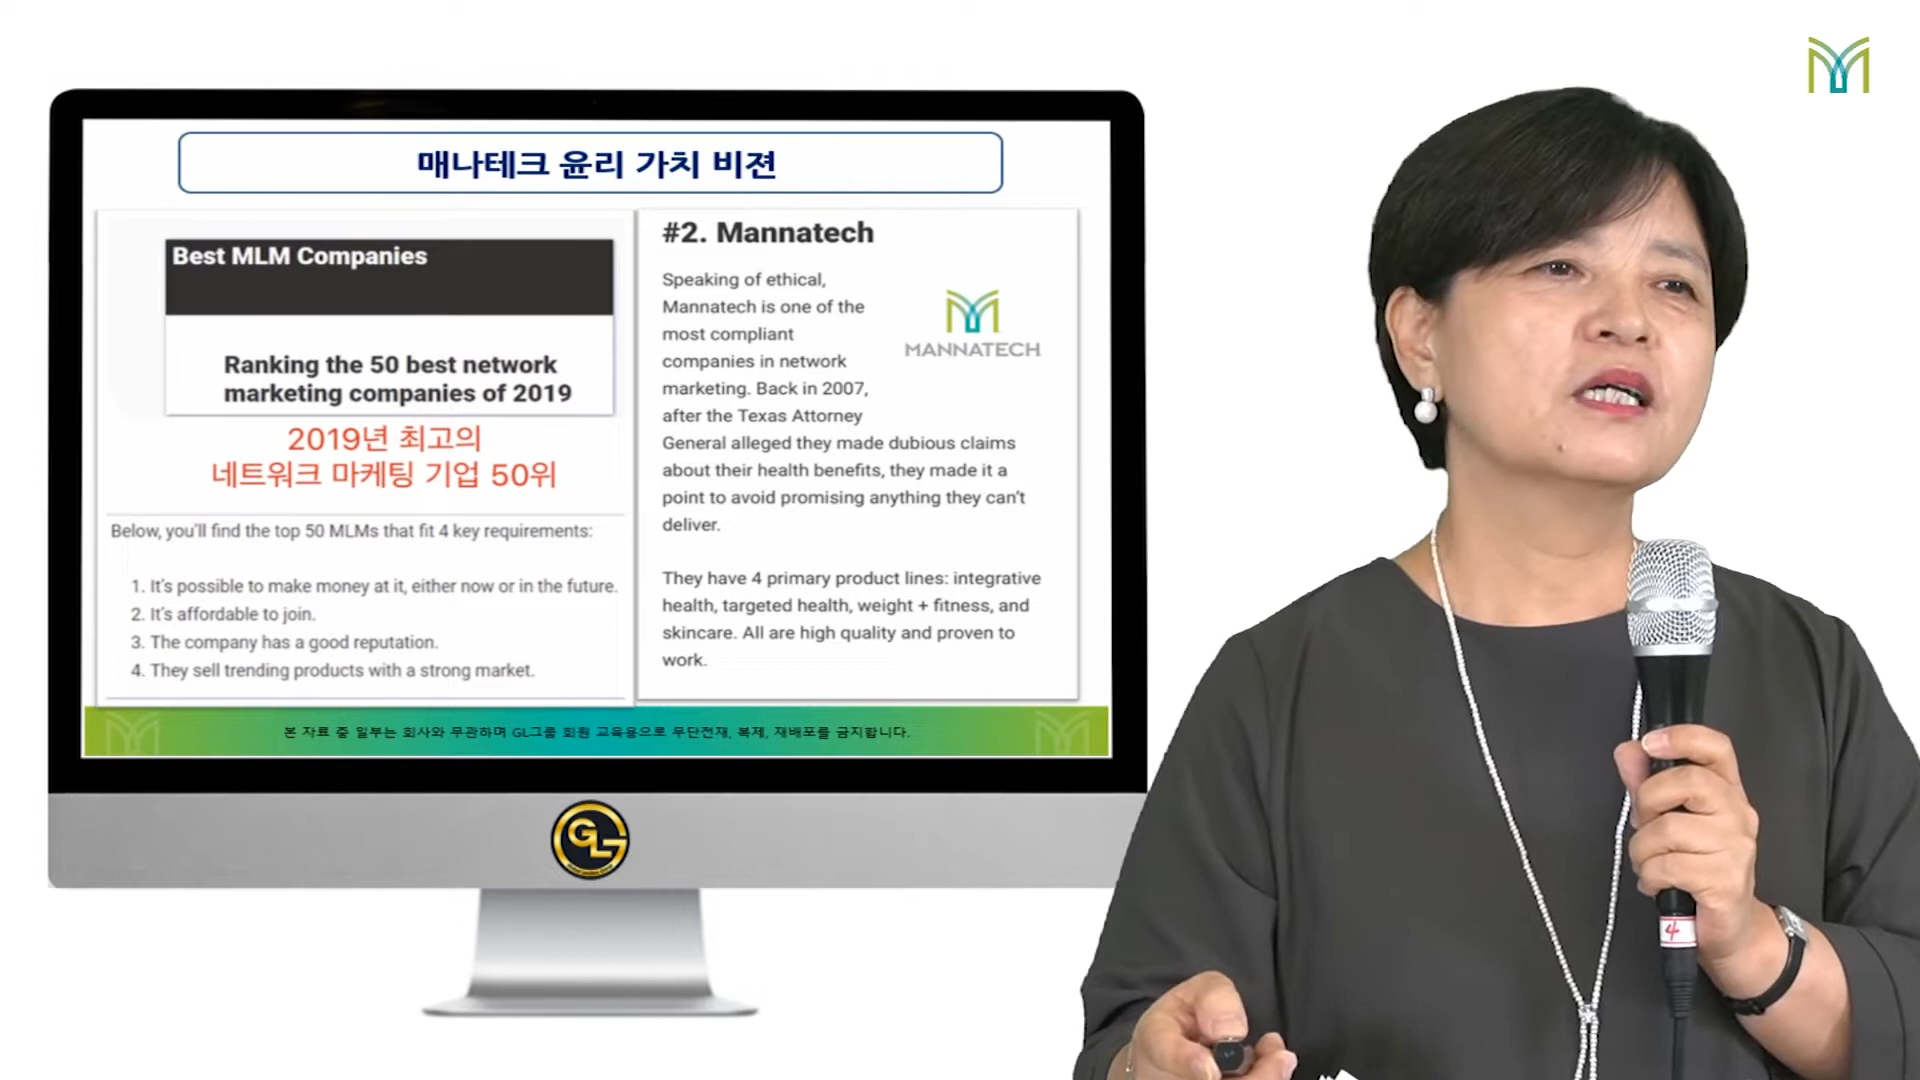 매나테크 윤리 가치 비젼
Best MLM Companies
Ranking the 50 best network
marketing companies of 2019
2019년 최고의
네트워크 마케팅 기업 50위
Below, you'll find the top 50 MLMs that fit 4 key requirements:
1. It's possible to make money at it, either now or in the future.
2. It's affordable to join.
3. The company has a good reputation.
4. They sell trending products with a strong market.
#2. Mannatech
Speaking of ethical,
Mannatech is one of the
most compliant
companies in network
marketing. Back in 2007,
after the Texas Attorney
General alleged they made dubious claims
about their health benefits, they made it a
point to avoid promising anything they can't
deliver.
MANNATECH
They have 4 primary product lines: integrative
health, targeted health, weight + fitness, and
skincare. All are high quality and proven to
work.
본 자료 중 일부는 회사와 무관하며 GL그룹 회원 교육용으로 무단전재, 복제, 재배포를 금지합니다.
GLG
4